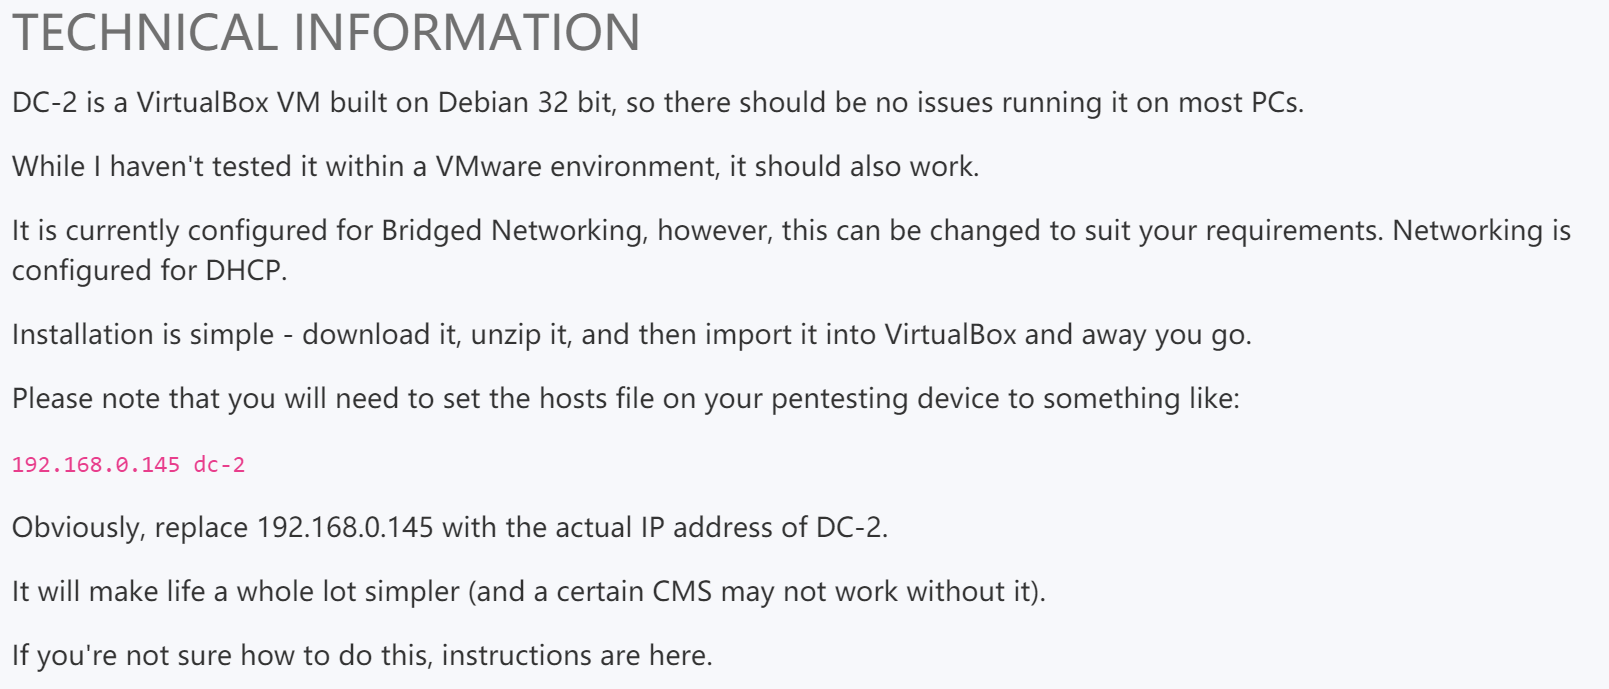 TECHNICAL INFORMATION
DC-2 is a VirtualBox VM built on Debian 32 bit, so there should be no issues running it on most PCs.
While I haven't tested it within a VMware environment, it should also work.
It is currently configured for Bridged Networking, however, this can be changed to suit your requirements. Networking is
configured for DHCP.
Installation is simple - download it, unzip it, and then import it into VirtualBox and away you go.
Please note that you will need to set the hosts file on your pentesting device to something like:
192.168.0.145 dc-2
Obviously, replace 192.168.0.145 with the actual IP address of DC-2.
It will make life a whole lot simpler (and a certain CMS may not work without it).
If you're not sure how to do this, instructions are here.